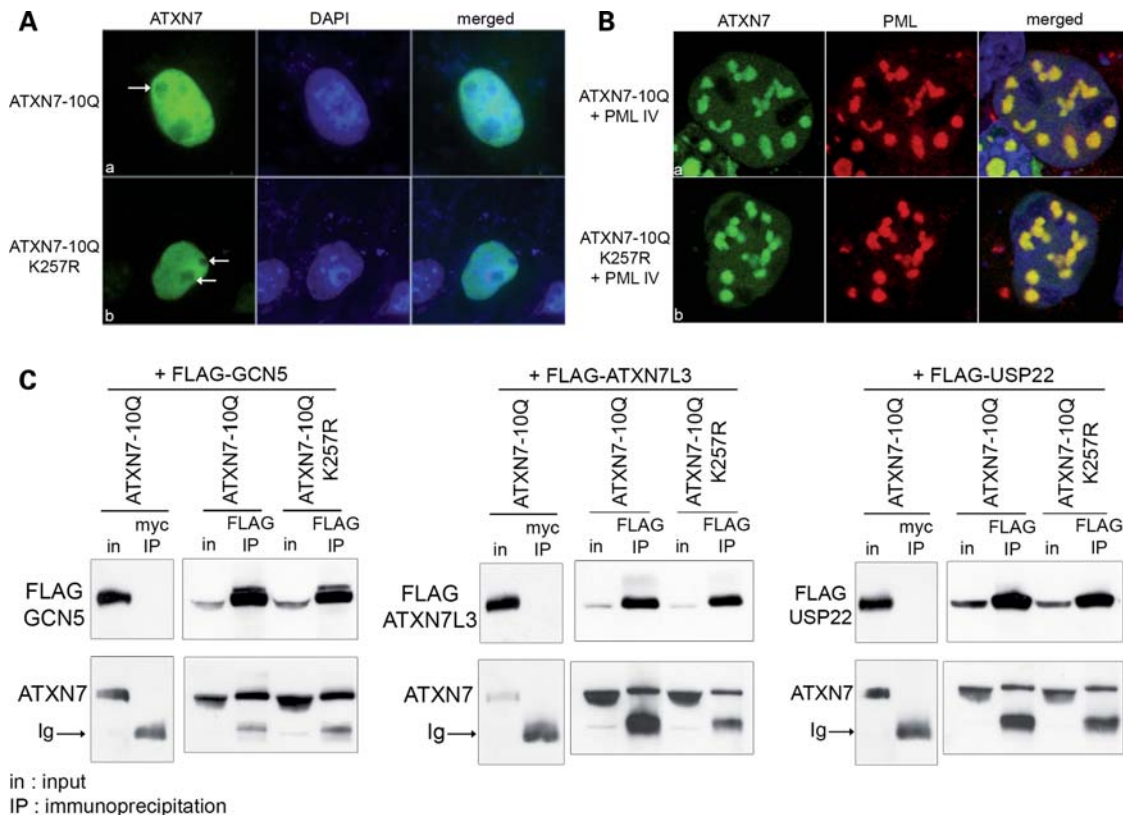 A
ATXN7 DAPI merged
ATXN7-10Q
a
ATXN7-10Q
K257R
b
B
ATXN7 PML merged
ATXN7-10Q
+ PML IV
a
ATXN7-10Q
K257R
+ PML IV
b
C
+ FLAG-GCN5
ATXN7-10Q
ATXN7-10Q
ATXN7-10Q
K257R
in
myc
IP
in
FLAG
IP
in
FLAG
IP
FLAG
GCN5
ATXN7
Ig
+ FLAG-ATXN7L3
ATXN7-10Q
ATXN7-10Q
ATXN7-10Q
K257R
in
myc
IP
in
FLAG
IP
in
FLAG
IP
FLAG
ATXN7L3
ATXN7
Ig
+ FLAG-USP22
ATXN7-10Q
ATXN7-10Q
ATXN7-10Q
K257R
in
myc
IP
in
FLAG
IP
in
FLAG
IP
FLAG
USP22
ATXN7
Ig
in : input
IP : immunoprecipitation